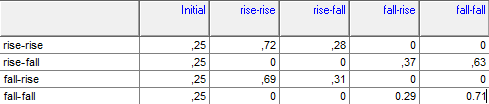 Initial rise-rise rise-fall fall-rise fall-fall
rise-rise ,25 ,72 ,28 0 0
rise-fall ,25 0 0 ,37 ,63
fall-rise ,25 ,69 ,31 0 0
fall-fall ,25 0 0 0.29 0.71